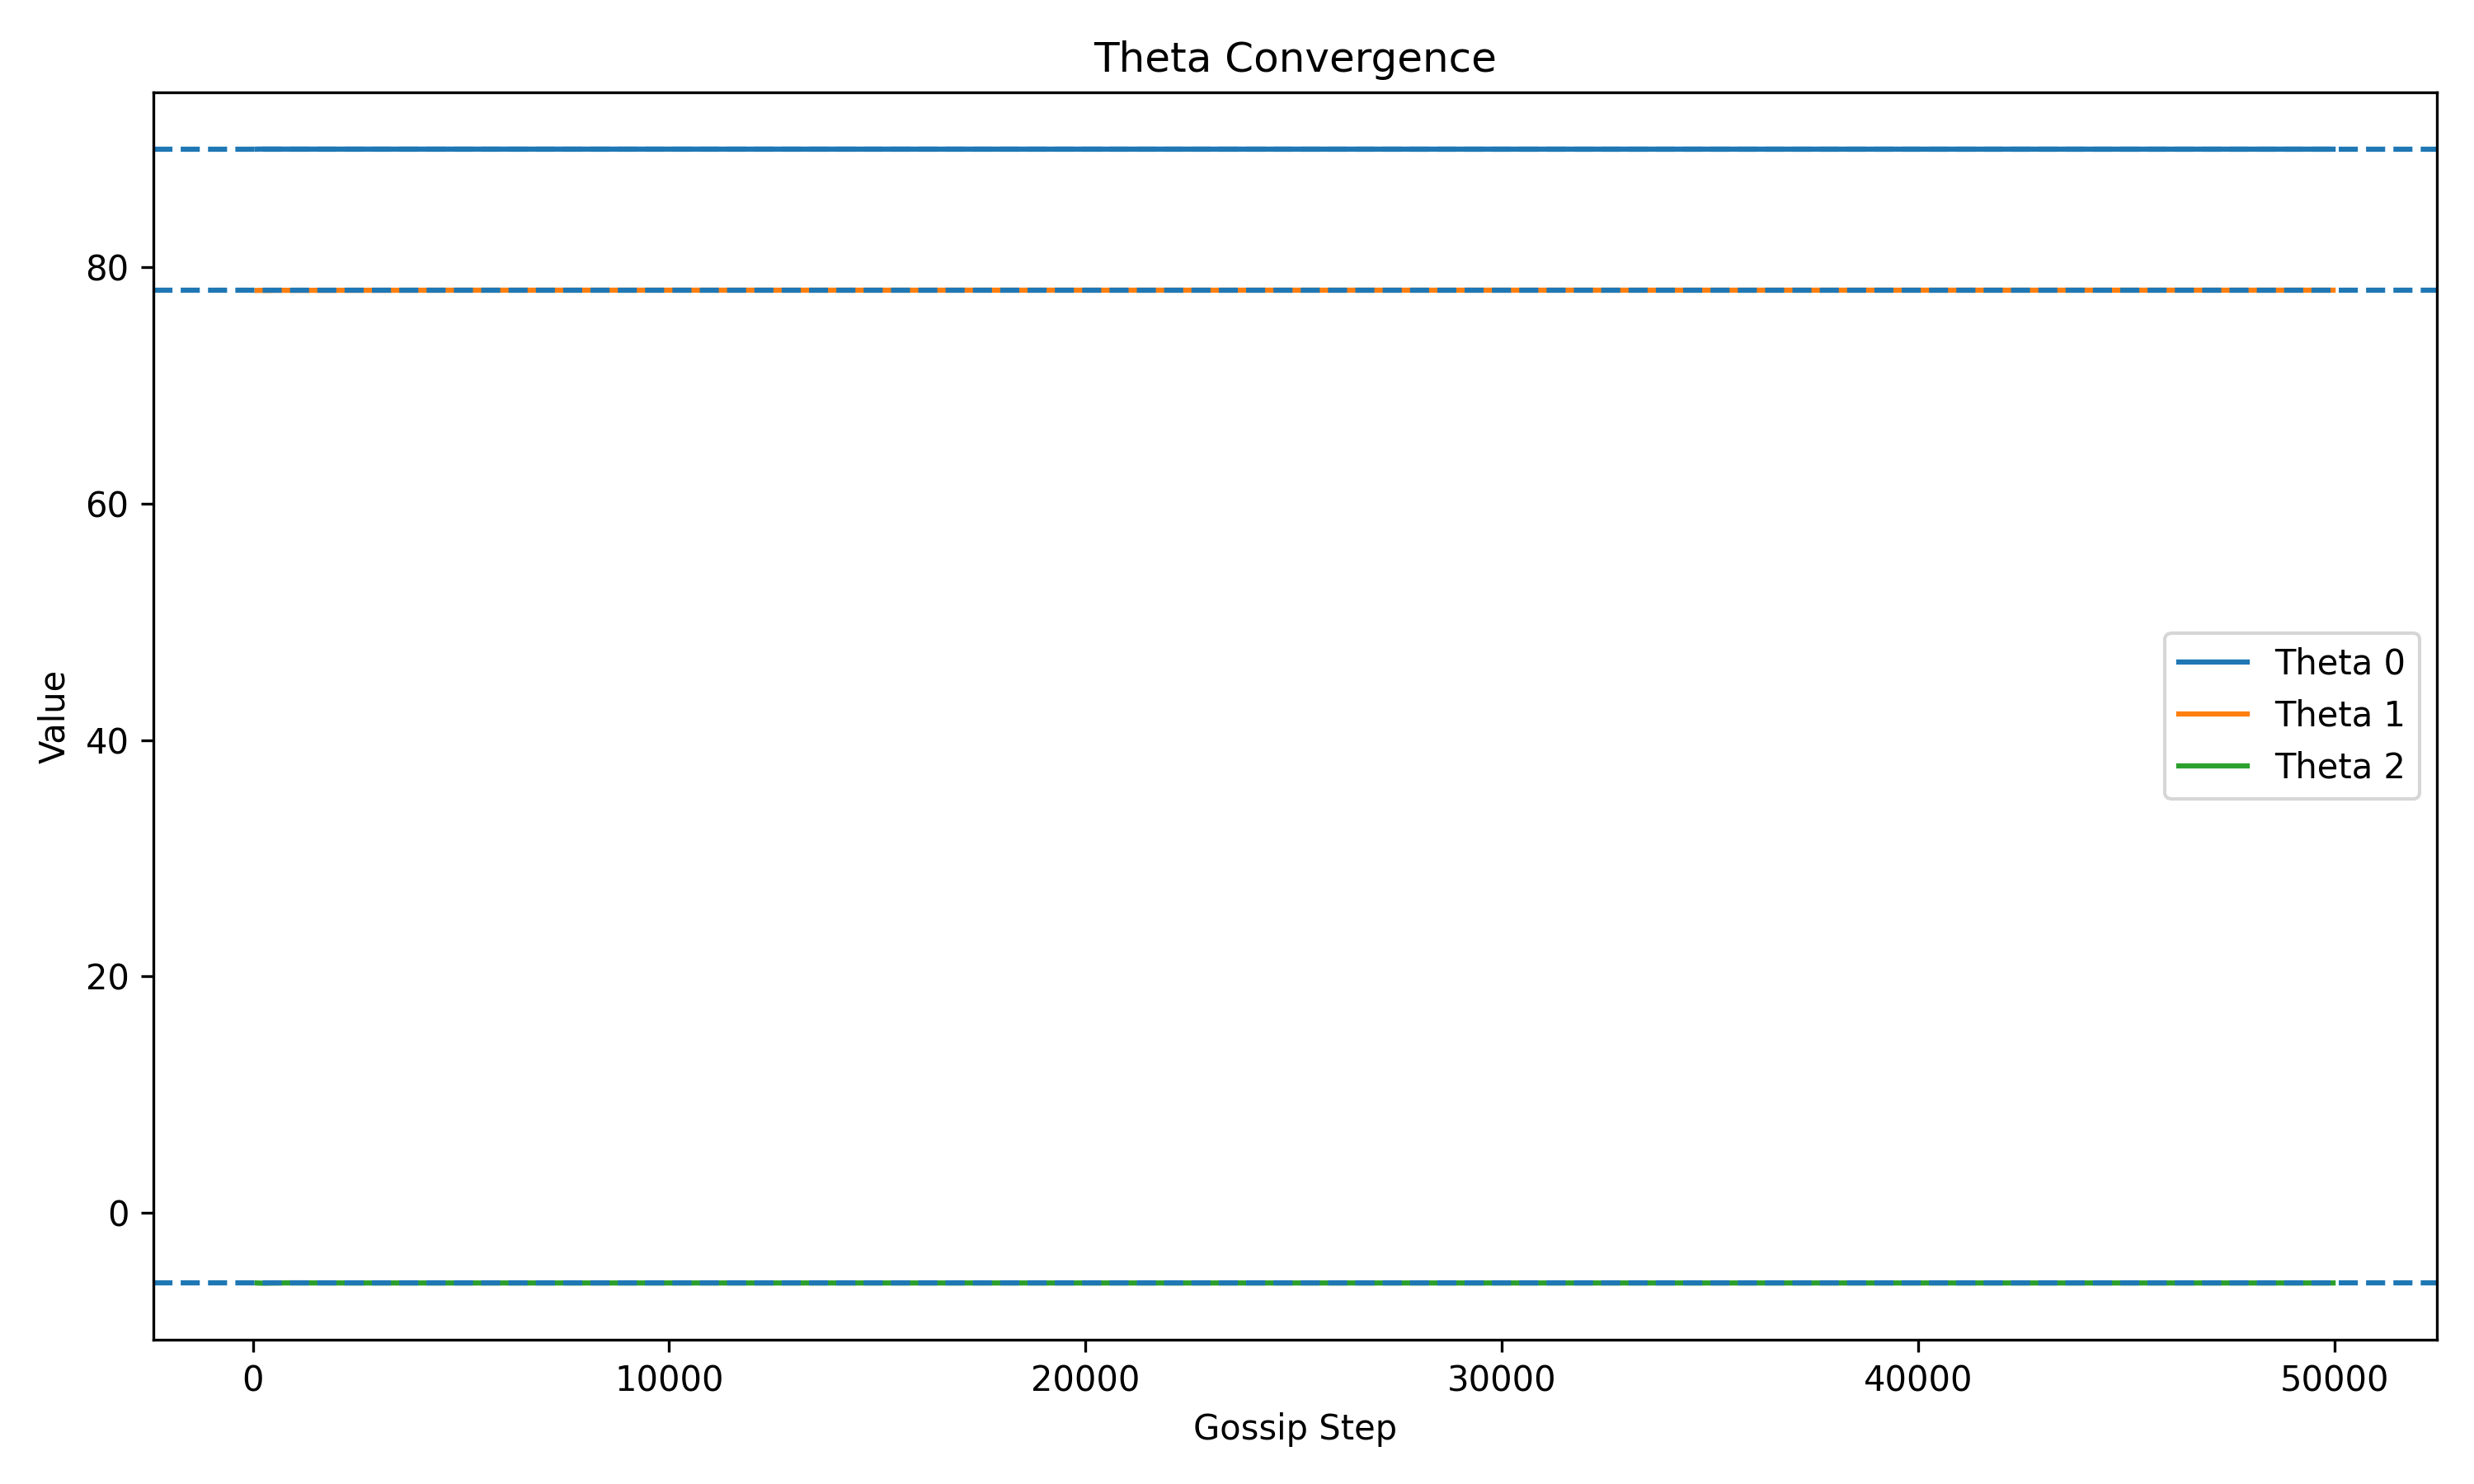 Theta Convergence
Value
80
60
40
20
0
Theta 0
Theta 1
Theta 2
0 10000 20000 30000 40000 50000
Gossip Step